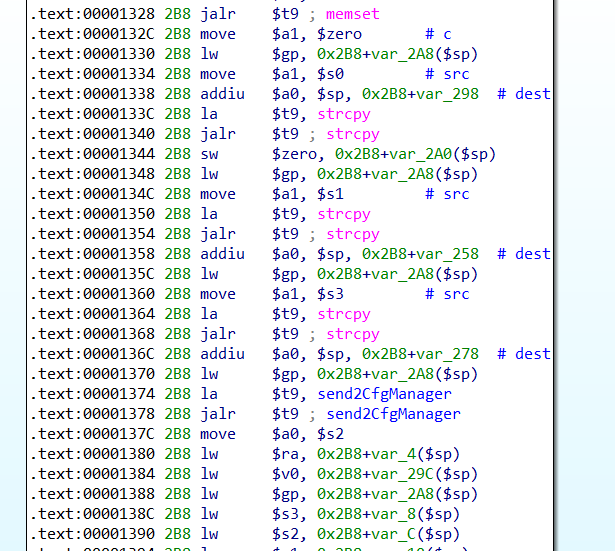 .text:00001328 2B8 jalr $t9 ; memset
.text:0000132C 2B8 move $a1, $zero # c
.text:00001330 2B8 lw $gp, 0x2B8+var_2A8($sp)
.text:00001334 2B8 move $a1, $s0 # src
.text:00001338 2B8 addiu $a0, $sp, 0x2B8+var_298 # dest
.text:0000133C 2B8 la $t9, strcpy
.text:00001340 2B8 jalr $t9 ; strcpy
.text:00001344 2B8 sw $zero, 0x2B8+var_2A0($sp)
.text:00001348 2B8 lw $gp, 0x2B8+var_2A8($sp)
.text:0000134C 2B8 move $a1, $s1 # src
.text:00001350 2B8 la $t9, strcpy
.text:00001354 2B8 jalr $t9 ; strcpy
.text:00001358 2B8 addiu $a0, $sp, 0x2B8+var_258 # dest
.text:0000135C 2B8 lw $gp, 0x2B8+var_2A8($sp)
.text:00001360 2B8 move $a1, $s3 # src
.text:00001364 2B8 la $t9, strcpy
.text:00001368 2B8 jalr $t9 ; strcpy
.text:0000136C 2B8 addiu $a0, $sp, 0x2B8+var_278 # dest
.text:00001370 2B8 lw $gp, 0x2B8+var_2A8($sp)
.text:00001374 2B8 la $t9, send2CfgManager
.text:00001378 2B8 jalr $t9 ; send2CfgManager
.text:0000137C 2B8 move $a0, $s2
.text:00001380 2B8 lw $ra, 0x2B8+var_4($sp)
.text:00001384 2B8 lw $v0, 0x2B8+var_29C($sp)
.text:00001388 2B8 lw $gp, 0x2B8+var_2A8($sp)
.text:0000138C 2B8 lw $s3, 0x2B8+var_8($sp)
.text:00001390 2B8 lw $s2, 0x2B8+var_C($sp)